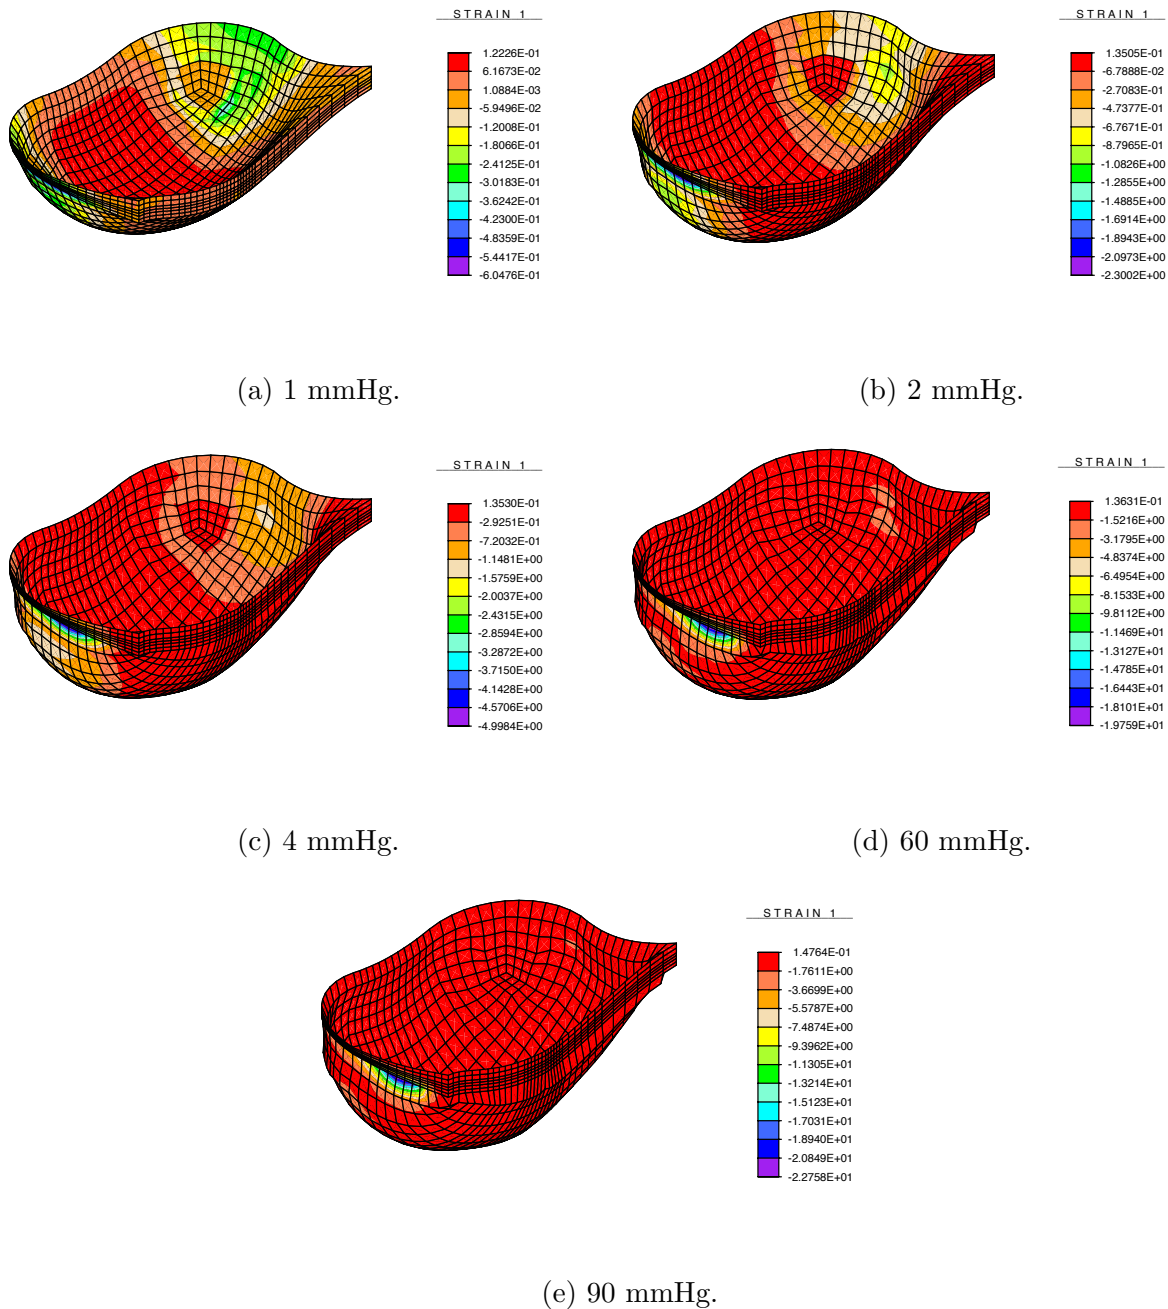 STRAIN 1
1.2226E-01
6.1673E-02
1.0884E-03
-5.9496E-02
-1.2008E-01
-1.8066E-01
-2.4125E-01
-3.0183E-01
-3.6242E-01
-4.2300E-01
-4.8359E-01
-5.4417E-01
-6.0476E-01
(a) 1 mmHg.
STRAIN 1
1.3505E-01
-6.7888E-02
-2.7083E-01
-4.7377E-01
-6.7671E-01
-8.7965E-01
-1.0826E+00
-1.2855E+00
-1.4885E+00
-1.6914E+00
-1.8943E+00
-2.0973E+00
-2.3002E+00
(b) 2 mmHg.
STRAIN 1
1.3530E-01
-2.9251E-01
-7.2032E-01
-1.1481E+00
-1.5759E+00
-2.0037E+00
-2.4315E+00
-2.8594E+00
-3.2872E+00
-3.7150E+00
-4.1428E+00
-4.5706E+00
-4.9984E+00
(c) 4 mmHg.
STRAIN 1
1.3631E-01
-1.5216E+00
-3.1795E+00
-4.8374E+00
-6.4954E+00
-8.1533E+00
-9.8112E+00
-1.1469E+01
-1.3127E+01
-1.4785E+01
-1.6443E+01
-1.8101E+01
-1.9759E+01
(d) 60 mmHg.
STRAIN 1
1.4764E-01
-1.7611E+00
-3.6699E+00
-5.5787E+00
-7.4874E+00
-9.3962E+00
-1.1305E+01
-1.3214E+01
-1.5123E+01
-1.7031E+01
-1.8940E+01
-2.0849E+01
-2.2758E+01
(e) 90 mmHg.